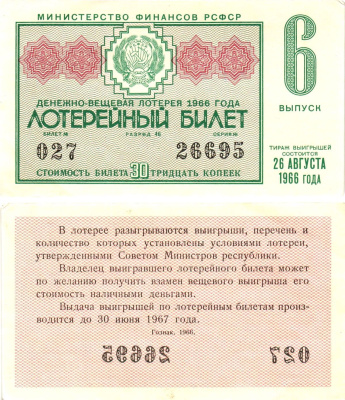 МИНИСТЕРСТВО ФИНАНСОВ РСФСР
ДЕНЕЖНО-ВЕЩЕВАЯ ЛОТЕРЕЯ 1966 ГОДА
ЛОТЕРЕЙНЫЙ БИЛЕТ
БИЛЕТ № РАЗРЯД 46 СЕРИЯ №
027 26695
СТОИМОСТЬ БИЛЕТА 30 ТРИДЦАТЬ КОПЕЕК
6
ВЫПУСК
ТИРАЖ ВЫИГРЫШЕЙ
СОСТОИТСЯ
26 АВГУСТА
1966 ГОДА
В лотерее разыгрываются выигрыши, перечень и
количество которых установлены условиями лотереи,
утвержденными Советом Министров республики.
Владелец выигравшего лотерейного билета может
по желанию получить взамен вещевого выигрыша его
стоимость наличными деньгами.
Выдача выигрышей по лотерейным билетам произ-
водится до 30 июня 1967 года.
Гознак. 1966.
26695 027